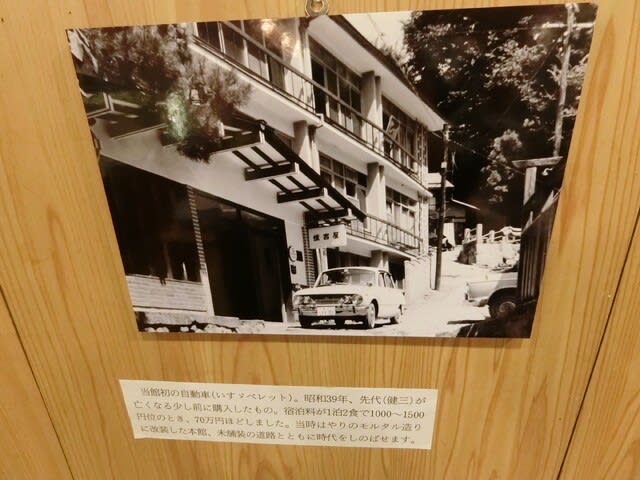 住吉屋
当館初の自動車(いすゞベレット)。昭和39年、先代(健三)が
亡くなる少し前に購入したもの。宿泊料が1泊2食で1000～1500
円位のとき、70万円ほどしました。当時はやりのモルタル造り
に改装した本館、未舗装の道路とともに時代をしのばせます。